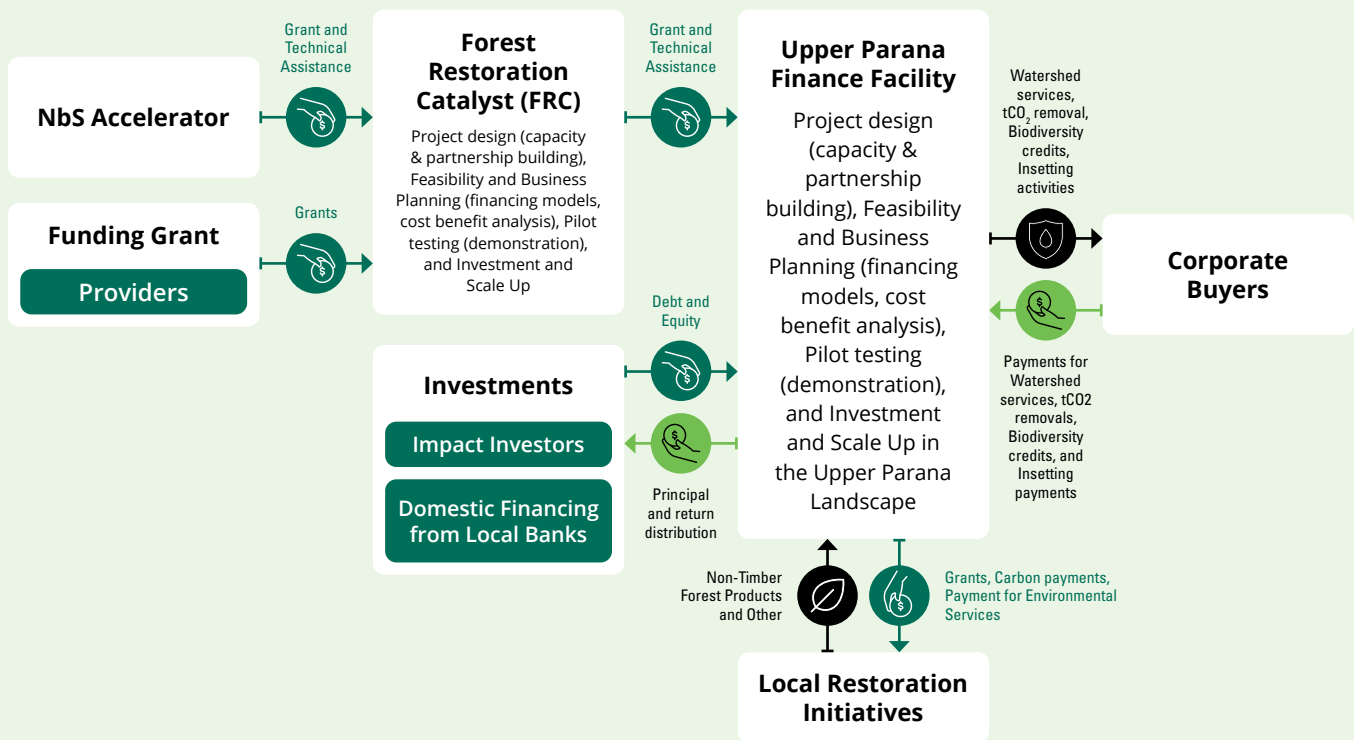 NbS Accelerator
Grant and
Technical
Assistance
Funding Grant
Providers
Grants
Forest
Restoration
Catalyst (FRC)
Project design (capacity
& partnership building),
Feasibility and Business
Planning (financing models,
cost benefit analysis), Pilot
testing (demonstration),
and Investment and
Scale Up
Grant and
Technical
Assistance
Investments
Impact Investors
Domestic Financing
from Local Banks
Debt and
Equity
Principal
and return
distribution
Upper Parana
Finance Facility
Project design
(capacity &
partnership
building), Feasibility
and Business
Planning (financing
models, cost
benefit analysis),
Pilot testing
(demonstration),
and Investment
and Scale Up in
the Upper Parana
Landscape
Watershed
services,
tCO₂ removal,
Biodiversity
credits,
Insetting
activities
Payments for
Watershed
services, tCO2
removals,
Biodiversity
credits, and
Insetting
payments
Corporate
Buyers
Non-Timber
Forest Products
and Other
Grants, Carbon payments,
Payment for Environmental
Services
Local Restoration
Initiatives